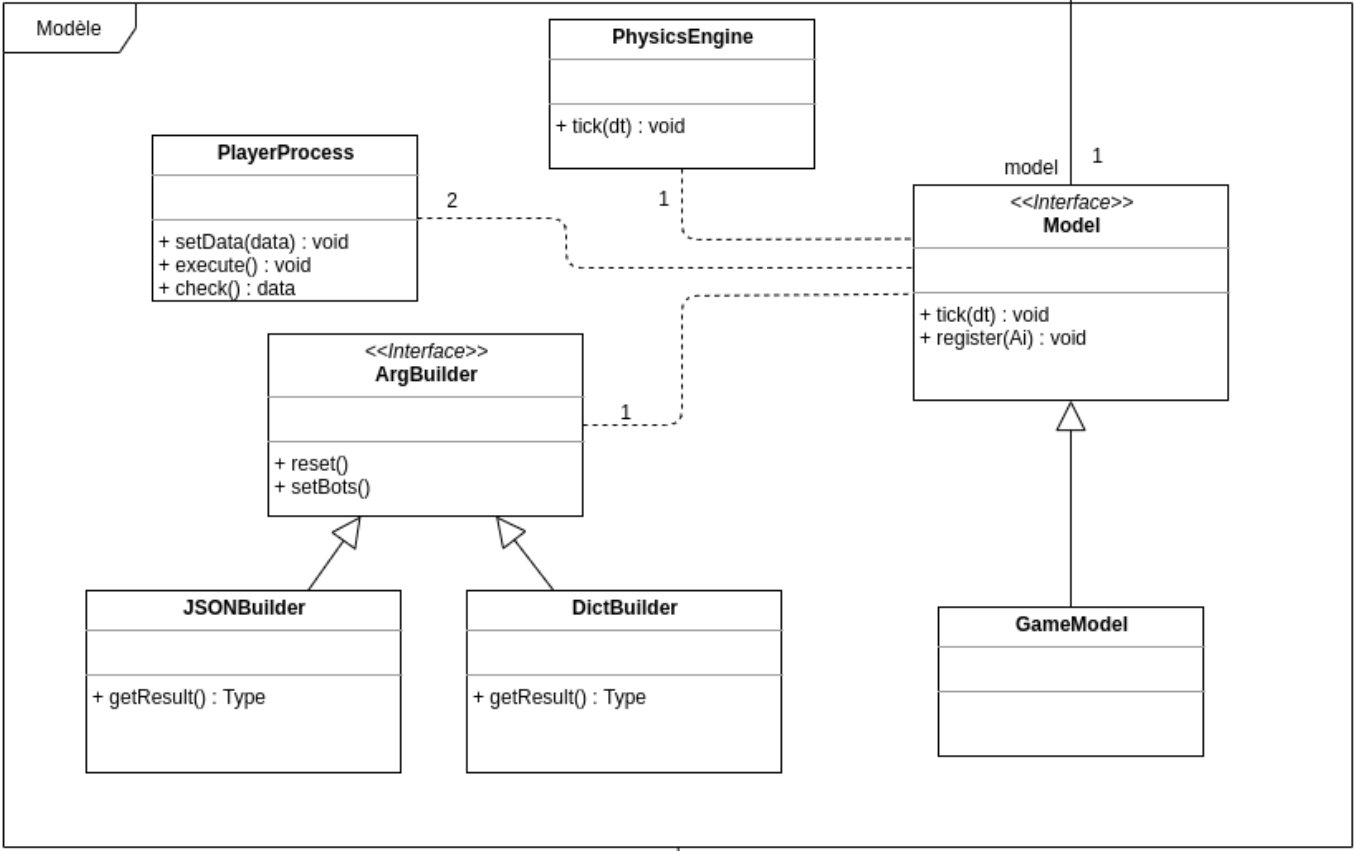 Modèle
PhysicsEngine
+ tick(dt) : void
PlayerProcess
+ setData(data) : void
+ execute() : void
+ check() : data
2
1
model
1
<<Interface>>
Model
+ tick(dt) : void
+ register(Ai) : void
<<Interface>>
ArgBuilder
+ reset()
+ setBots()
1
JSONBuilder
+ getResult() : Type
DictBuilder
+ getResult() : Type
GameModel